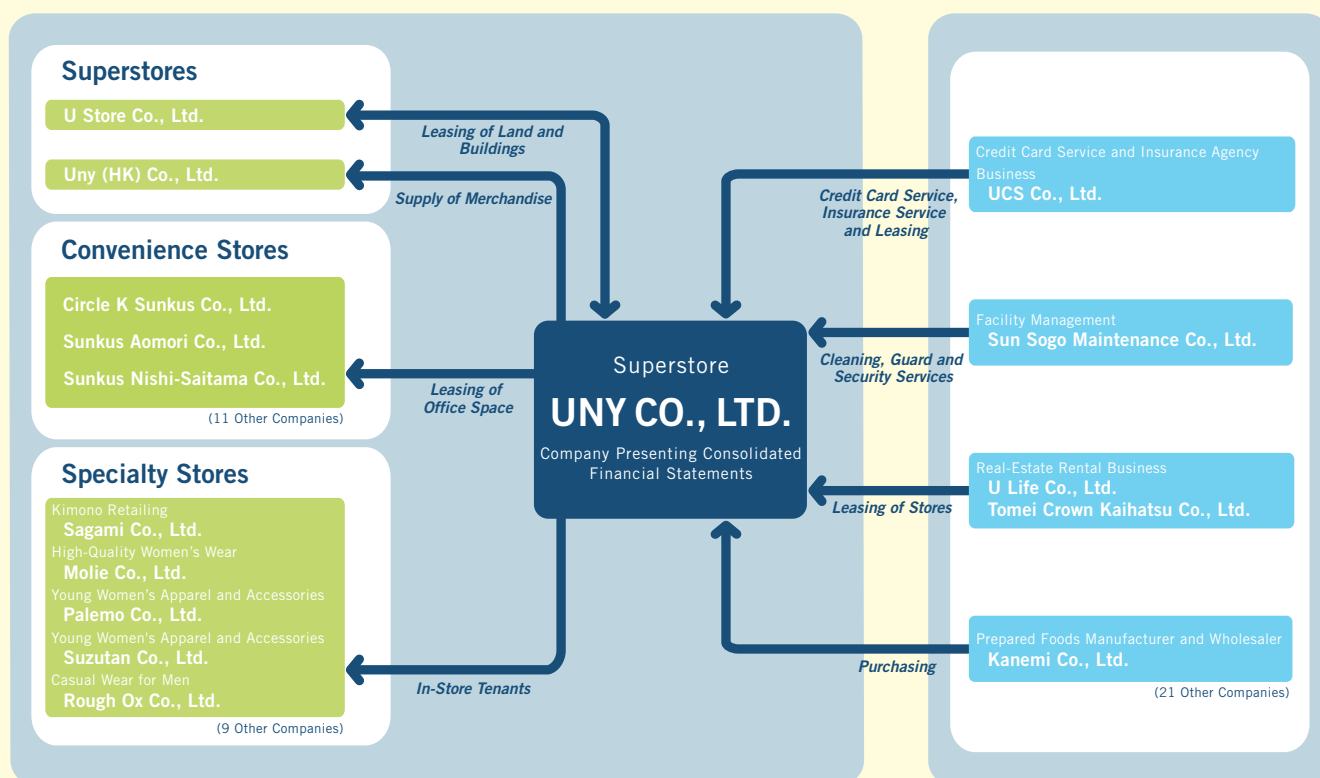 Superstores
U Store Co., Ltd.
Uny (HK) Co., Ltd.
Convenience Stores
Circle K Sunkus Co., Ltd.
Sunkus Aomori Co., Ltd.
Sunkus Nishi-Saitama Co., Ltd.
(11 Other Companies)
Specialty Stores
Kimono Retailing
Sagami Co., Ltd.
High-Quality Women's Wear
Molie Co., Ltd.
Young Women's Apparel and Accessories
Palemo Co., Ltd.
Young Women's Apparel and Accessories
Suzutan Co., Ltd.
Casual Wear for Men
Rough Ox Co., Ltd.
(9 Other Companies)
Leasing of Land and
Buildings
Supply of Merchandise
Leasing of
Office Space
In-Store Tenants
Superstore
UNY CO., LTD.
Company Presenting Consolidated
Financial Statements
Credit Card Service,
Insurance Service
and Leasing
Cleaning, Guard and
Security Services
Leasing of Stores
Purchasing
Credit Card Service and Insurance Agency
Business
UCS Co., Ltd.
Facility Management
Sun Sogo Maintenance Co., Ltd.
Real-Estate Rental Business
U Life Co., Ltd.
Tomei Crown Kaihatsu Co., Ltd.
Prepared Foods Manufacturer and Wholesaler
Kanemi Co., Ltd.
(21 Other Companies)